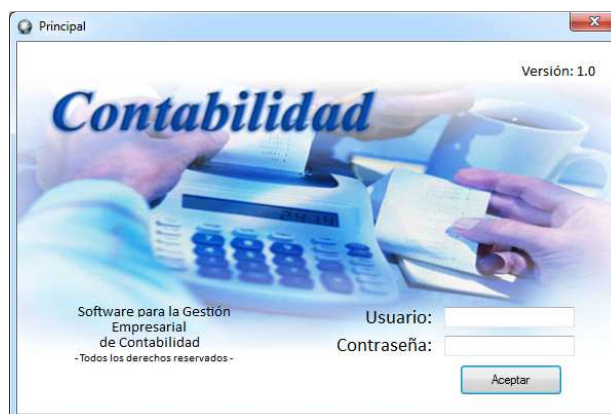 Principal
Versión: 1.0
Contabilidad
2419
Software para la Gestión
Empresarial
de Contabilidad
- Todos los derechos reservados -
Usuario:
Contraseña:
Aceptar